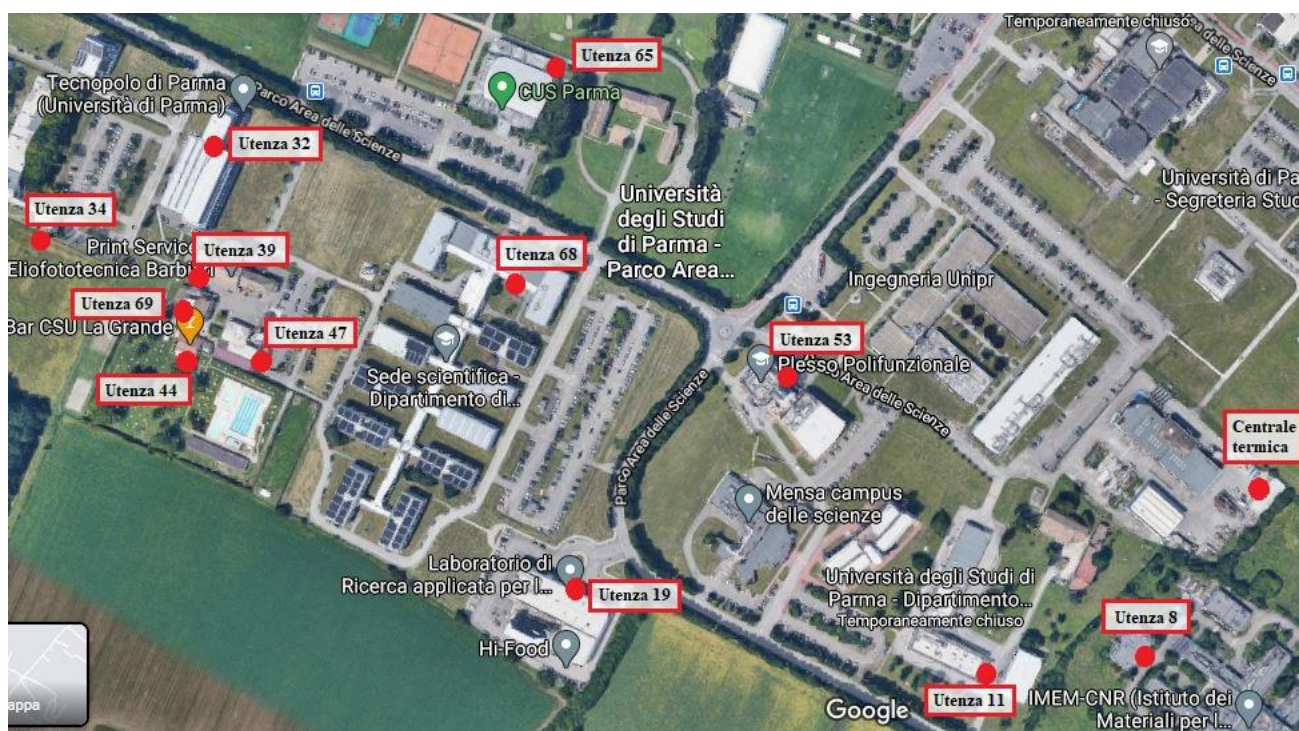 Temporaneamente chiuso
Parco Area delle Scienze
Utenza 65
CUS Parma
Tecnopolo di Parma
(Università di Parma)
Parco Area delle Scienze
Utenza 32
Università
degli Studi
di Parma -
Parco Area...
Università di Pa
- Segreteria Stud
Utenza 34
Print Service
Eliofototecnica Barbieri
Utenza 39
Utenza 68
Ingegneria Unipr
Utenza 69
Bar CSU La Grande
Utenza 47
Utenza 53
Plesso Polifunzionale
Parco Area delle Scienze
Utenza 44
Sede scientifica -
Dipartimento di...
Parco Area delle Scienze
Centrale
termica
Mensa campus
delle scienze
Laboratorio di
Ricerca applicata per l...
Utenza 19
Università degli Studi di
Parma - Dipartimento...
Temporaneamente chiuso
Utenza 8
Hi-Food
Utenza 11
IMEM-CNR (Istituto dei
Materiali per l...
appa
Google